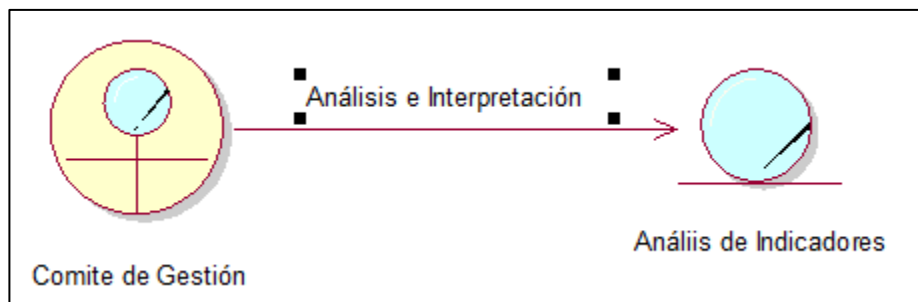 Análisis e Interpretación
Análiis de Indicadores
Comite de Gestión